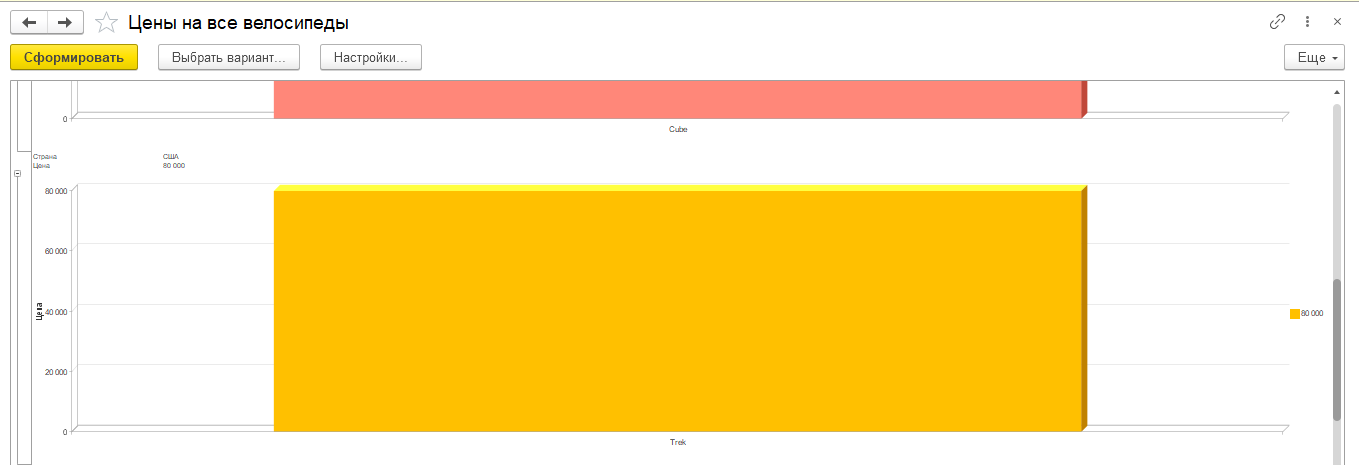 Цены на все велосипеды
Сформировать Выбрать вариант... Настройки... Еще
0
Cube
Страна США
Цена 80 000
80 000
60 000
Цена
40 000
80 000
20 000
0
Trek